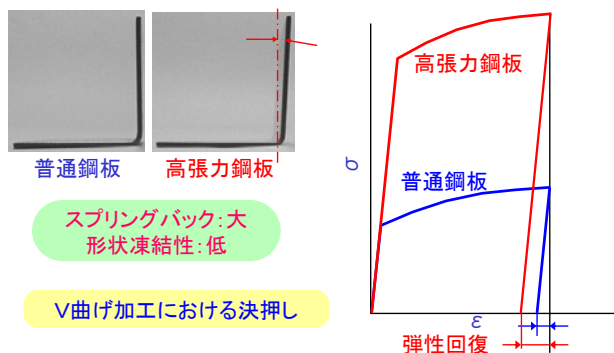 普通鋼板
高張力鋼板
スプリングバック:大
形状凍結性:低
V曲げ加工における決押し
高張力鋼板
普通鋼板
σ
ε
弾性回復